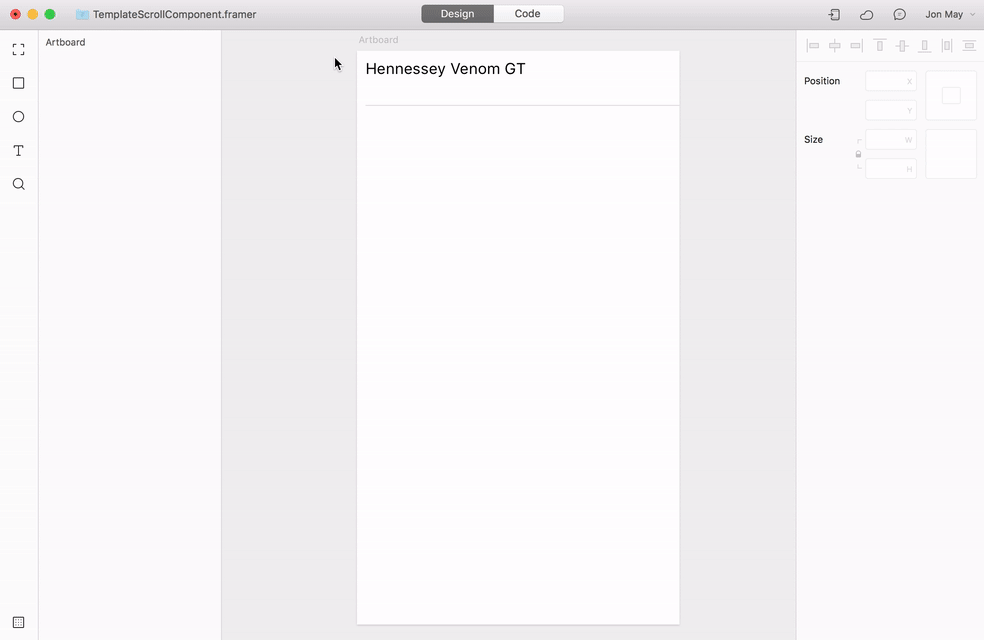 TemplateScrollComponent.framer
Design
Code
Jon May
Artboard
Artboard
Hennessey Venom GT
Position
X
Y
Size
W
H
T